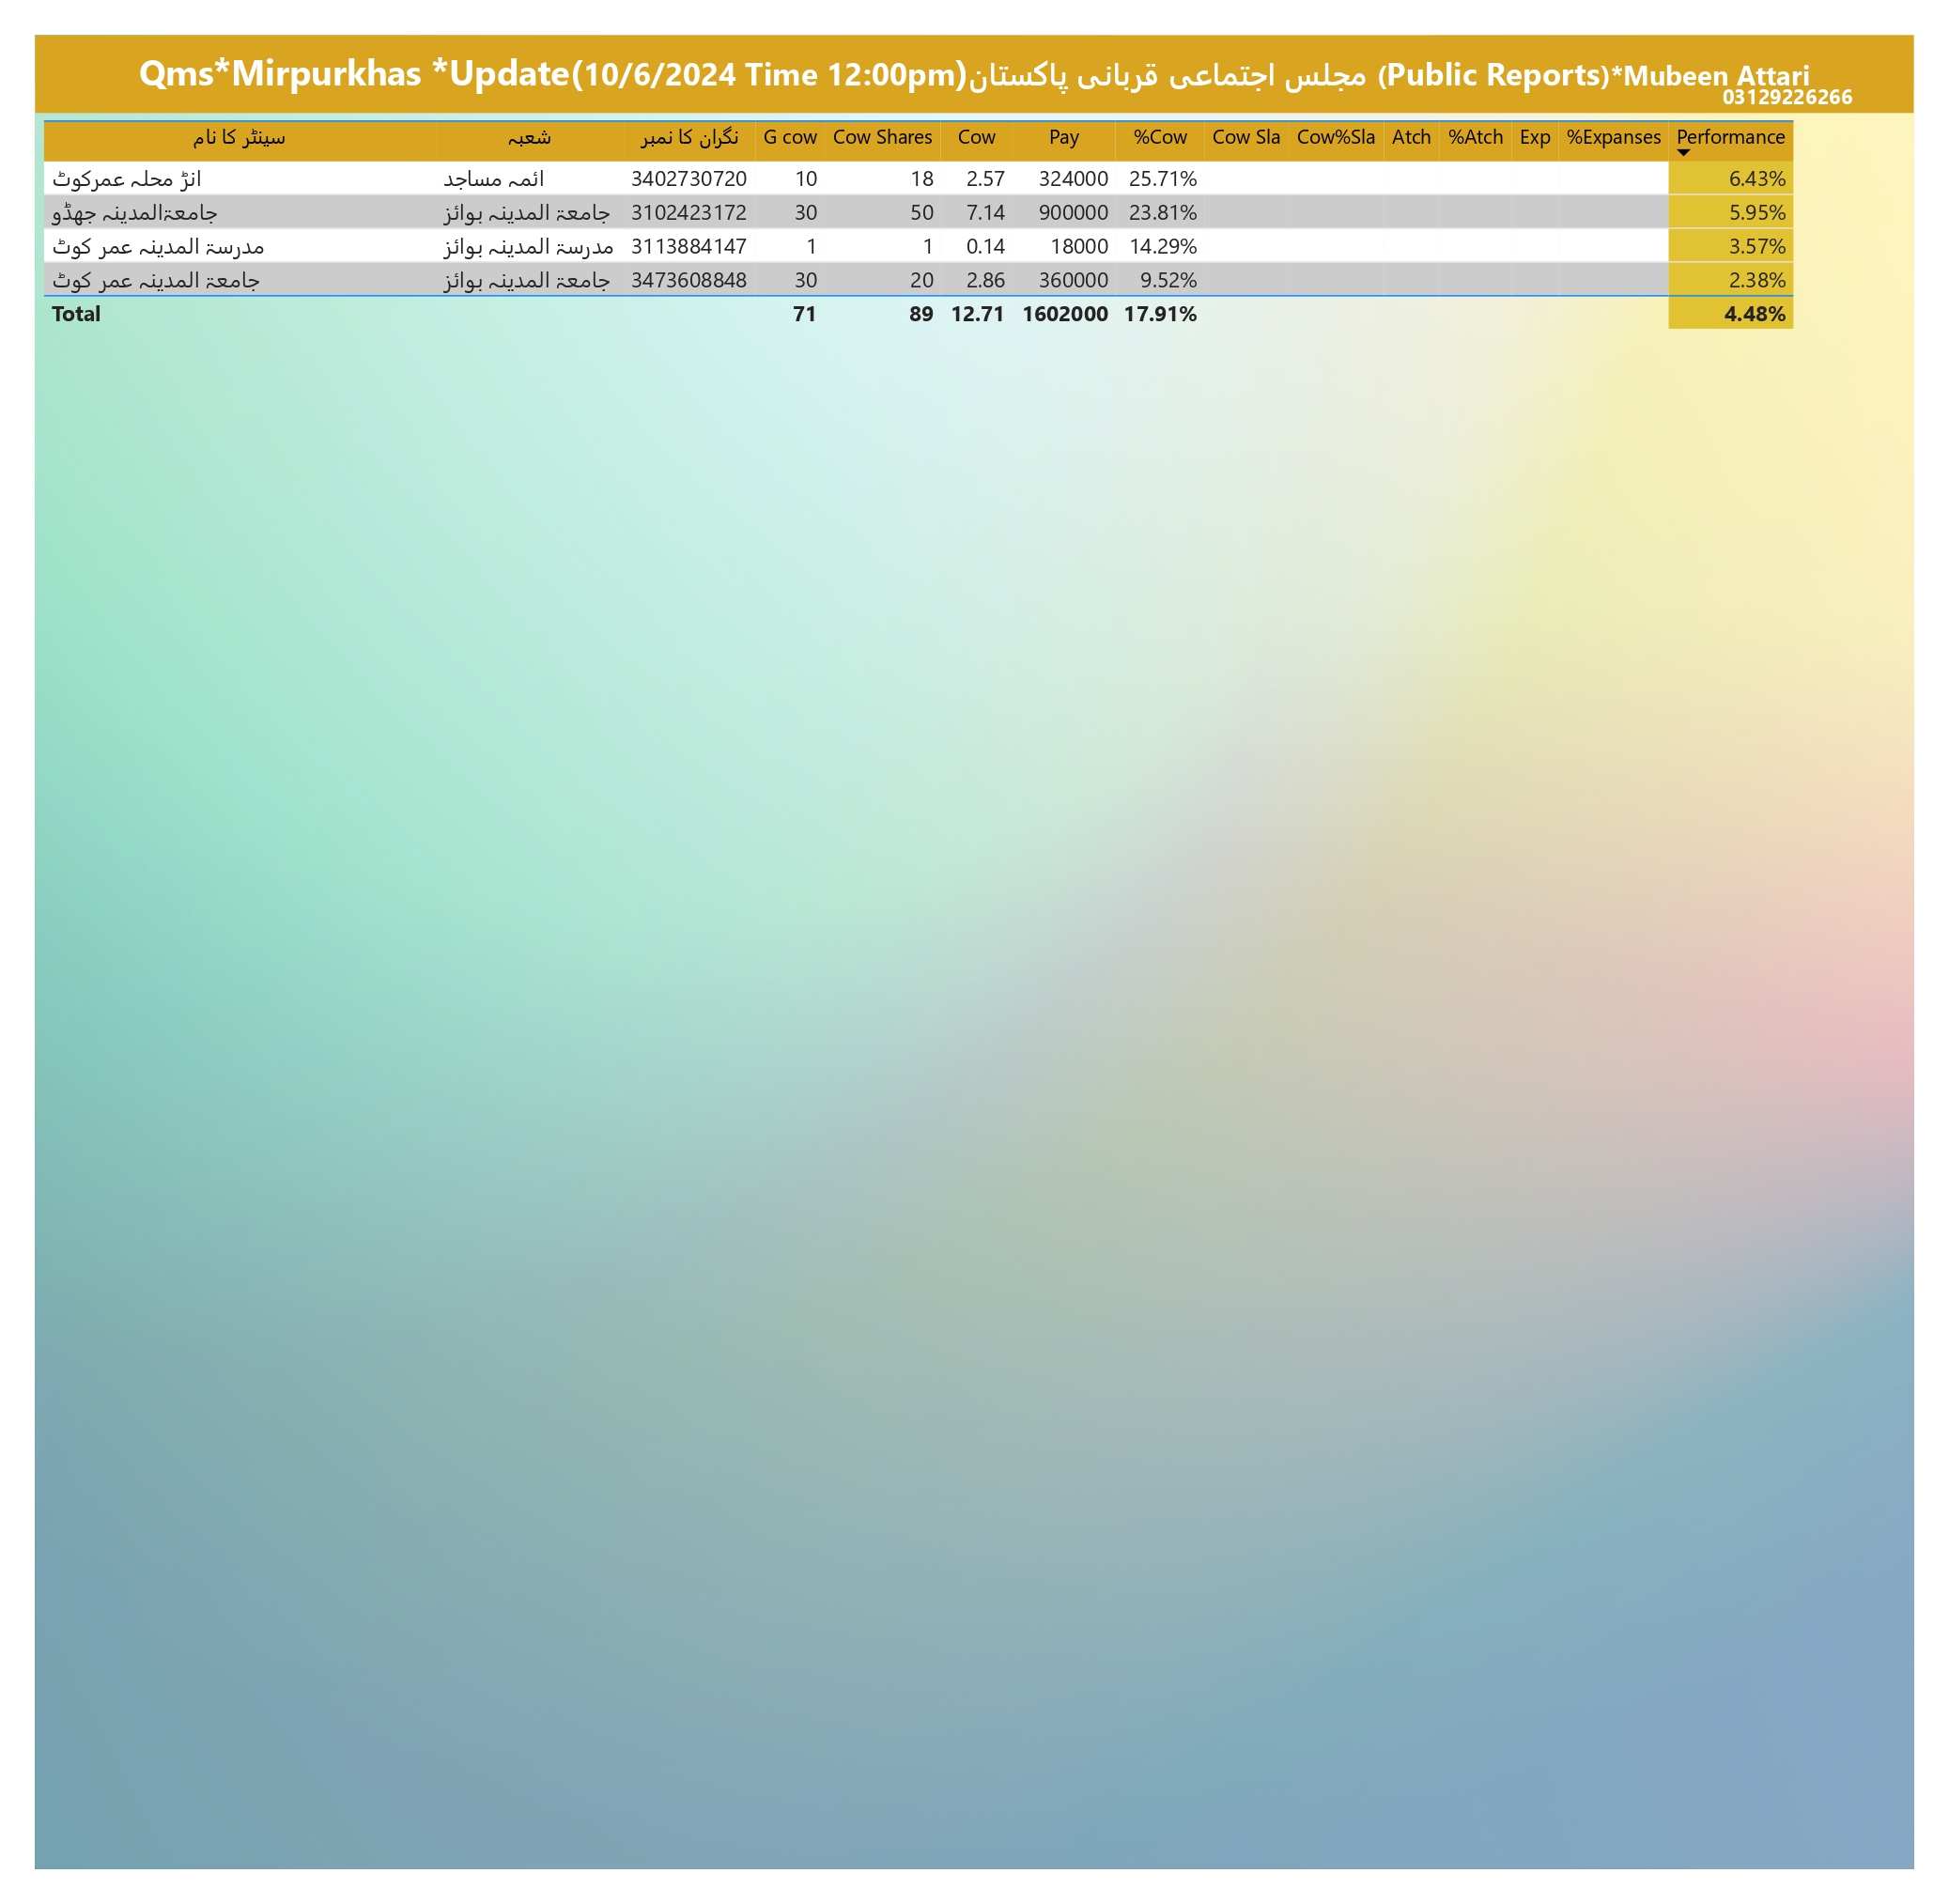 Qms*Mirpurkhas *Update(10/6/2024 Time 12:00pm)مجلس اجتماعی قربانی پاکستان (Public Reports)*Mubeen Attari
03129226266
سینٹر کا نام شعبہ نگران کا نمبر G cow Cow Shares Cow Pay %Cow Cow Sla Cow%Sla Atch %Atch Exp %Expanses Performance
انڑ محلہ عمرکوٹ ائمہ مساجد 3402730720 10 18 2.57 324000 25.71% 6.43%
جامعۃالمدینہ جھڈو جامعۃ المدینہ بوائز 3102423172 30 50 7.14 900000 23.81% 5.95%
مدرسۃ المدینہ عمر کوٹ مدرسۃ المدینہ بوائز 3113884147 1 1 0.14 18000 14.29% 3.57%
جامعۃ المدینہ عمر کوٹ جامعۃ المدینہ بوائز 3473608848 30 20 2.86 360000 9.52% 2.38%
Total 71 89 12.71 1602000 17.91% 4.48%